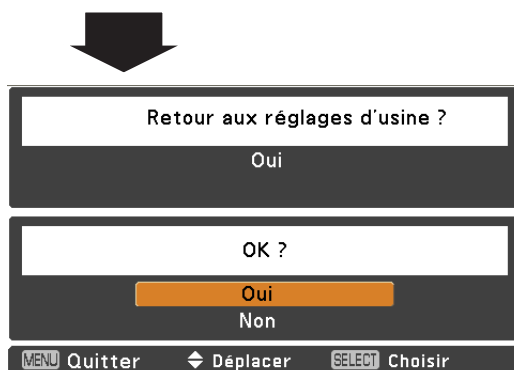 Retour aux réglages d'usine ?
Oui
OK ?
Oui
Non
MENU Quitter Déplacer SELECT Choisir